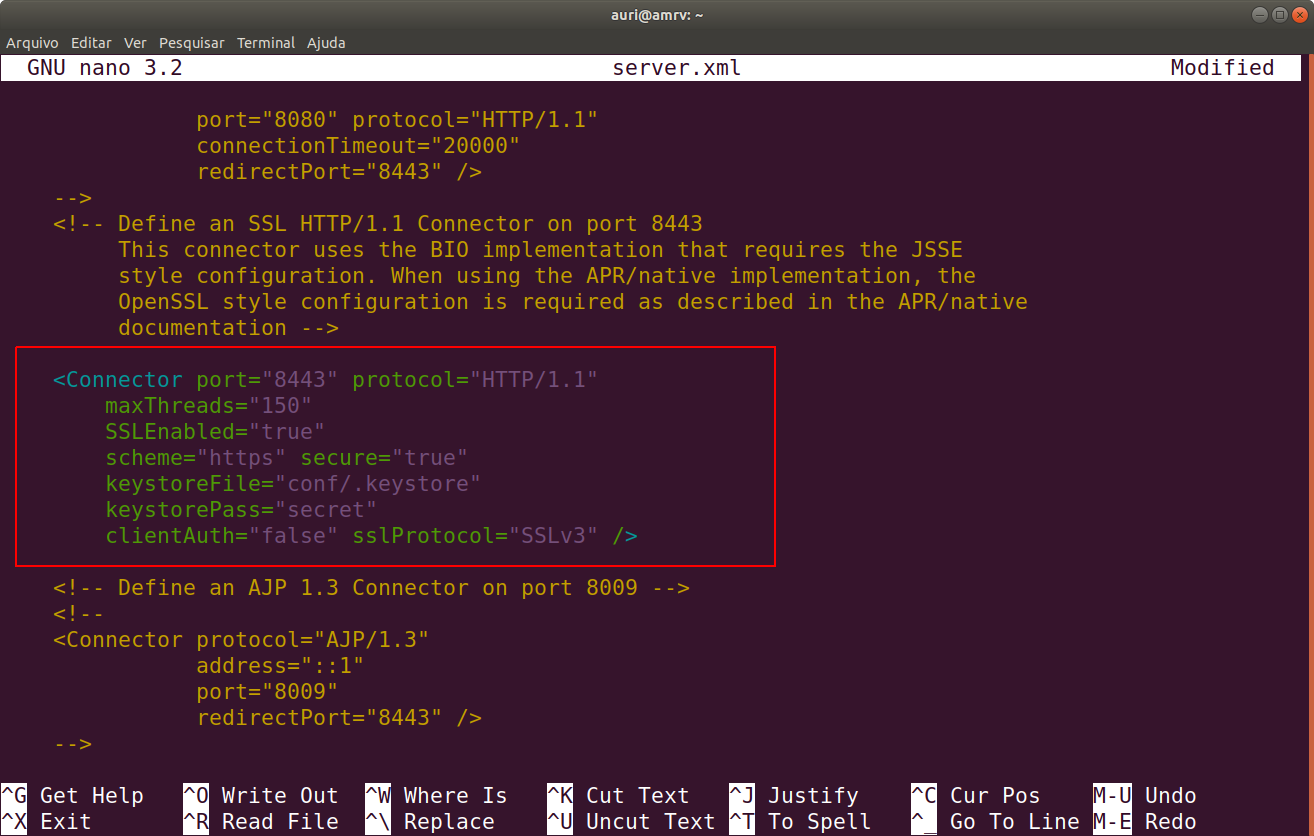 auri@amrv: ~
Arquivo Editar Ver Pesquisar Terminal Ajuda
GNU nano 3.2 server.xml Modified
port="8080" protocol="HTTP/1.1"
connectionTimeout="20000"
redirectPort="8443" />
-->
<!-- Define an SSL HTTP/1.1 Connector on port 8443
This connector uses the BIO implementation that requires the JSSE
style configuration. When using the APR/native implementation, the
OpenSSL style configuration is required as described in the APR/native
documentation -->
<Connector port="8443" protocol="HTTP/1.1"
maxThreads="150"
SSLEnabled="true"
scheme="https" secure="true"
keystoreFile="conf/.keystore"
keystorePass="secret"
clientAuth="false" sslProtocol="SSLv3" />
<!-- Define an AJP 1.3 Connector on port 8009 -->
<!--
<Connector protocol="AJP/1.3"
address="::1"
port="8009"
redirectPort="8443" />
-->
^G Get Help ^O Write Out ^W Where Is ^K Cut Text ^J Justify ^C Cur Pos M-U Undo
^X Exit ^R Read File ^\ Replace ^U Uncut Text ^T To Spell ^_ Go To Line M-E Redo